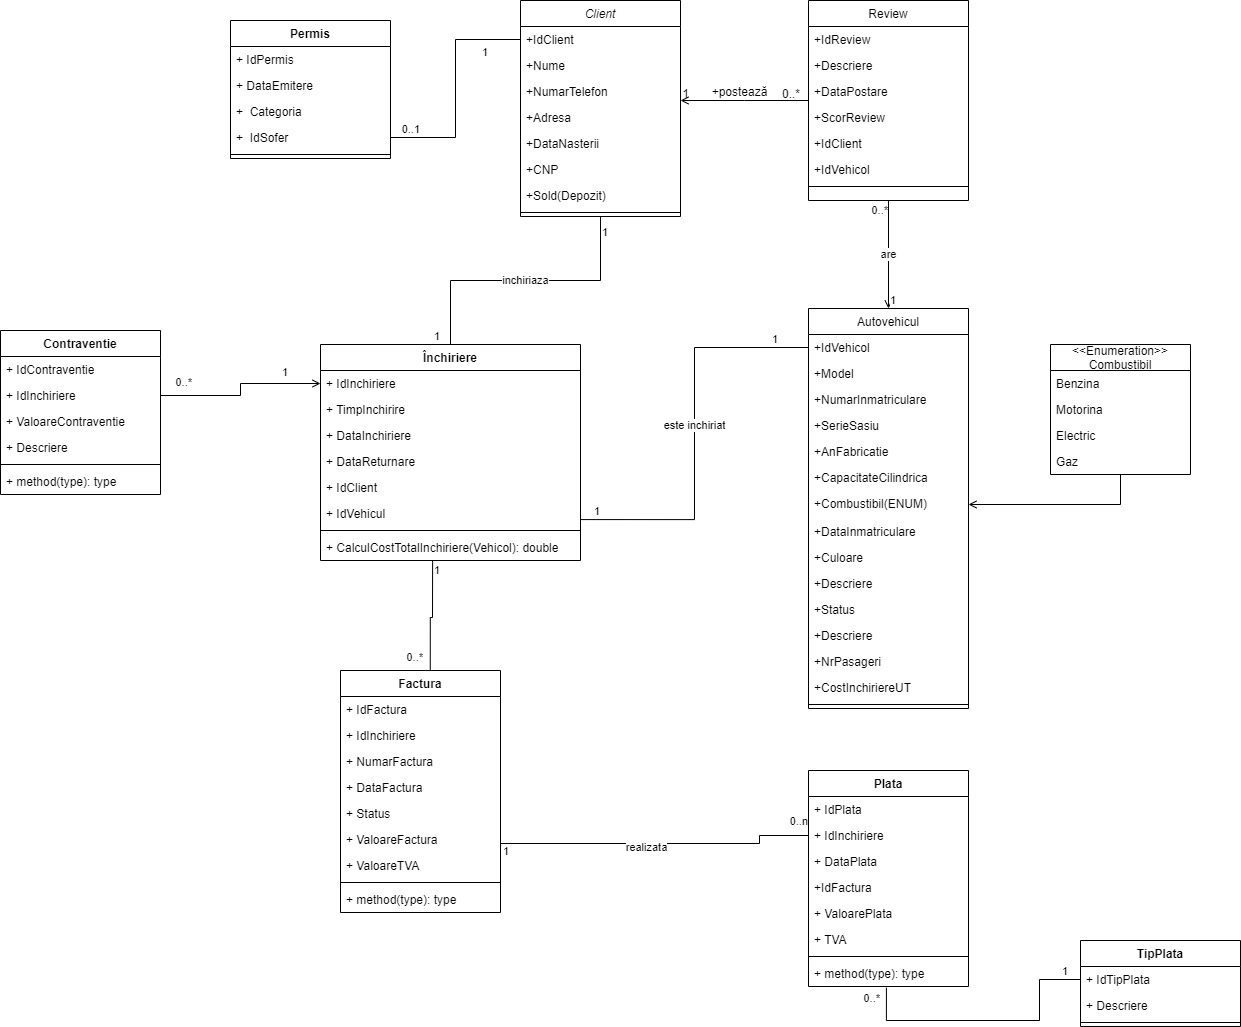 Permis
+ IdPermis
+ DataEmitere
+ Categoria
+ IdSofer
0..1
1
Client
+IdClient
+Nume
+NumarTelefon
+Adresa
+DataNasterii
+CNP
+Sold(Depozit)
1
+postează
0..*
Review
+IdReview
+Descriere
+DataPostare
+ScorReview
+IdClient
+IdVehicol
0..*
are
1
1
inchiriaza
1
Contraventie
+ IdContraventie
+ IdInchiriere
+ ValoareContraventie
+ Descriere
+ method(type): type
0..*
1
Închiriere
+ IdInchiriere
+ TimpInchirire
+ DataInchiriere
+ DataReturnare
+ IdClient
+ IdVehicul
+ CalculCostTotalInchiriere(Vehicol): double
1
este inchiriat
1
Autovehicul
+IdVehicol
+Model
+NumarInmatriculare
+SerieSasiu
+AnFabricatie
+CapacitateCilindrica
+Combustibil(ENUM)
+DataInmatriculare
+Culoare
+Descriere
+Status
+Descriere
+NrPasageri
+CostInchiriereUT
<<Enumeration>>
Combustibil
Benzina
Motorina
Electric
Gaz
1
0..*
Factura
+ IdFactura
+ IdInchiriere
+ NumarFactura
+ DataFactura
+ Status
+ ValoareFactura
+ ValoareTVA
+ method(type): type
1
realizata
0..n
Plata
+ IdPlata
+ IdInchiriere
+ DataPlata
+IdFactura
+ ValoarePlata
+ TVA
+ method(type): type
0..*
1
TipPlata
+ IdTipPlata
+ Descriere